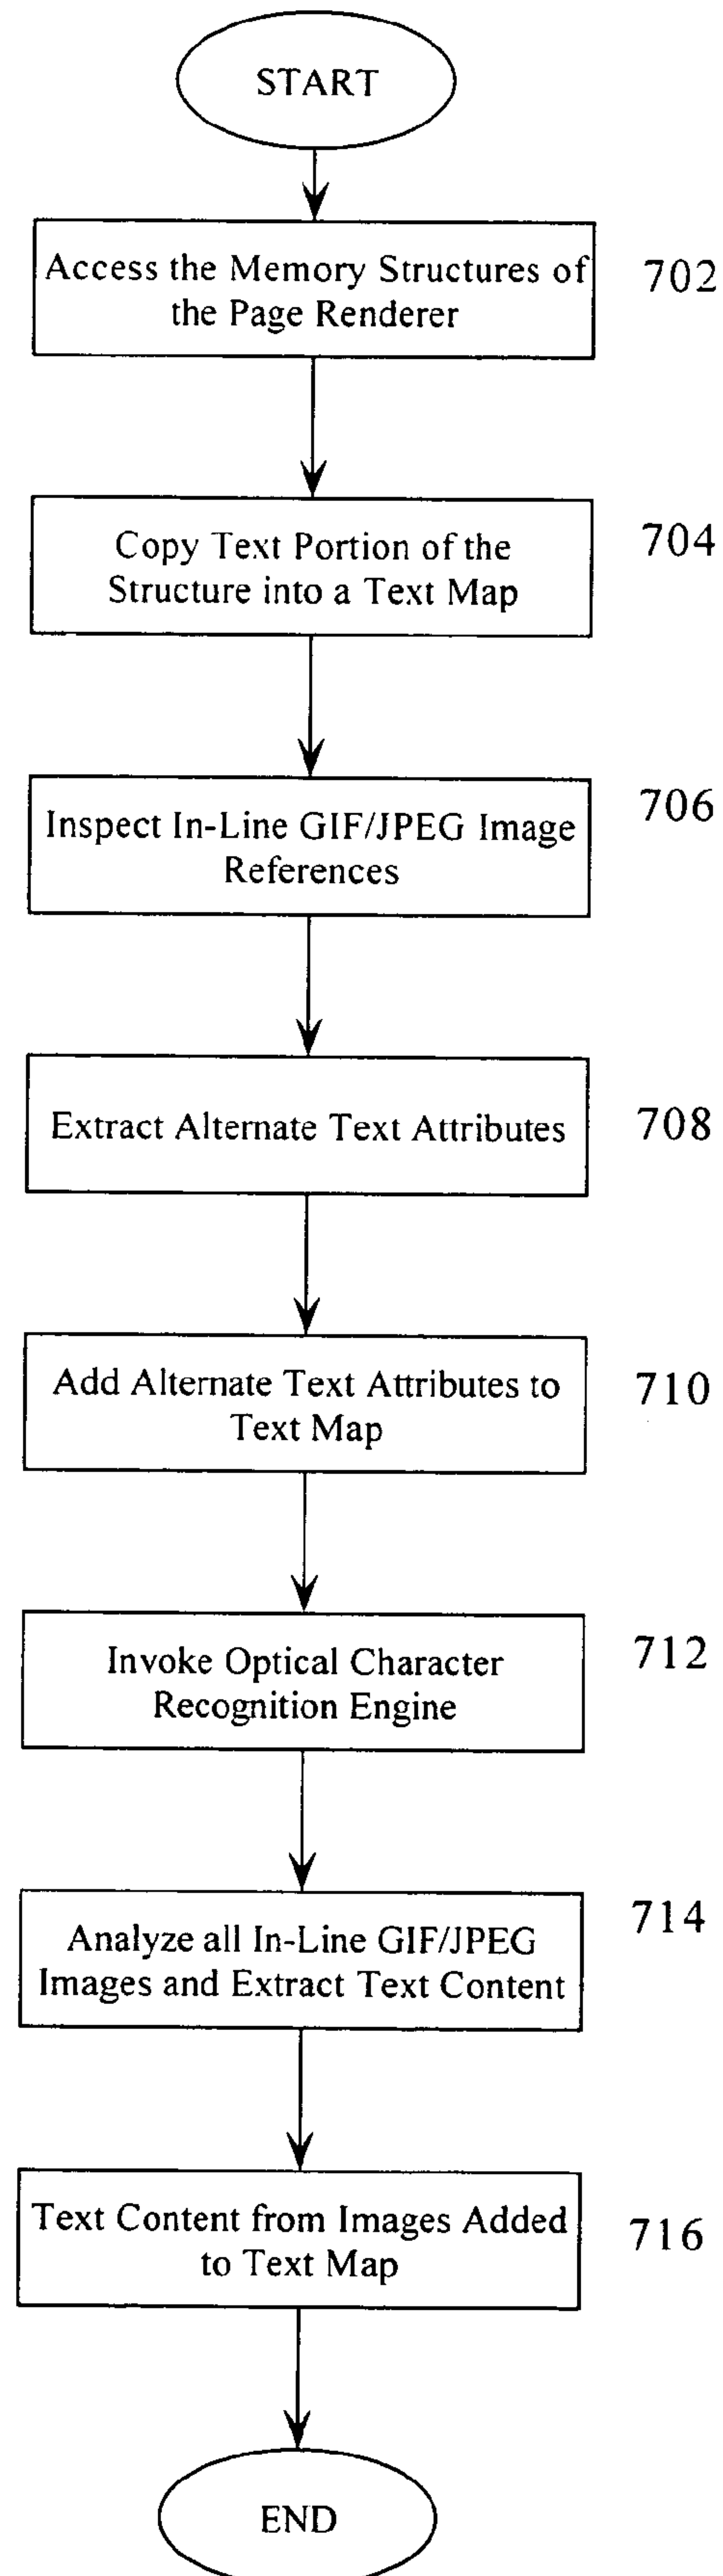 START
Access the Memory Structures of
the Page Renderer
702
Copy Text Portion of the
Structure into a Text Map
704
Inspect In-Line GIF/JPEG Image
References
706
Extract Alternate Text Attributes
708
Add Alternate Text Attributes to
Text Map
710
Invoke Optical Character
Recognition Engine
712
Analyze all In-Line GIF/JPEG
Images and Extract Text Content
714
Text Content from Images Added
to Text Map
716
END